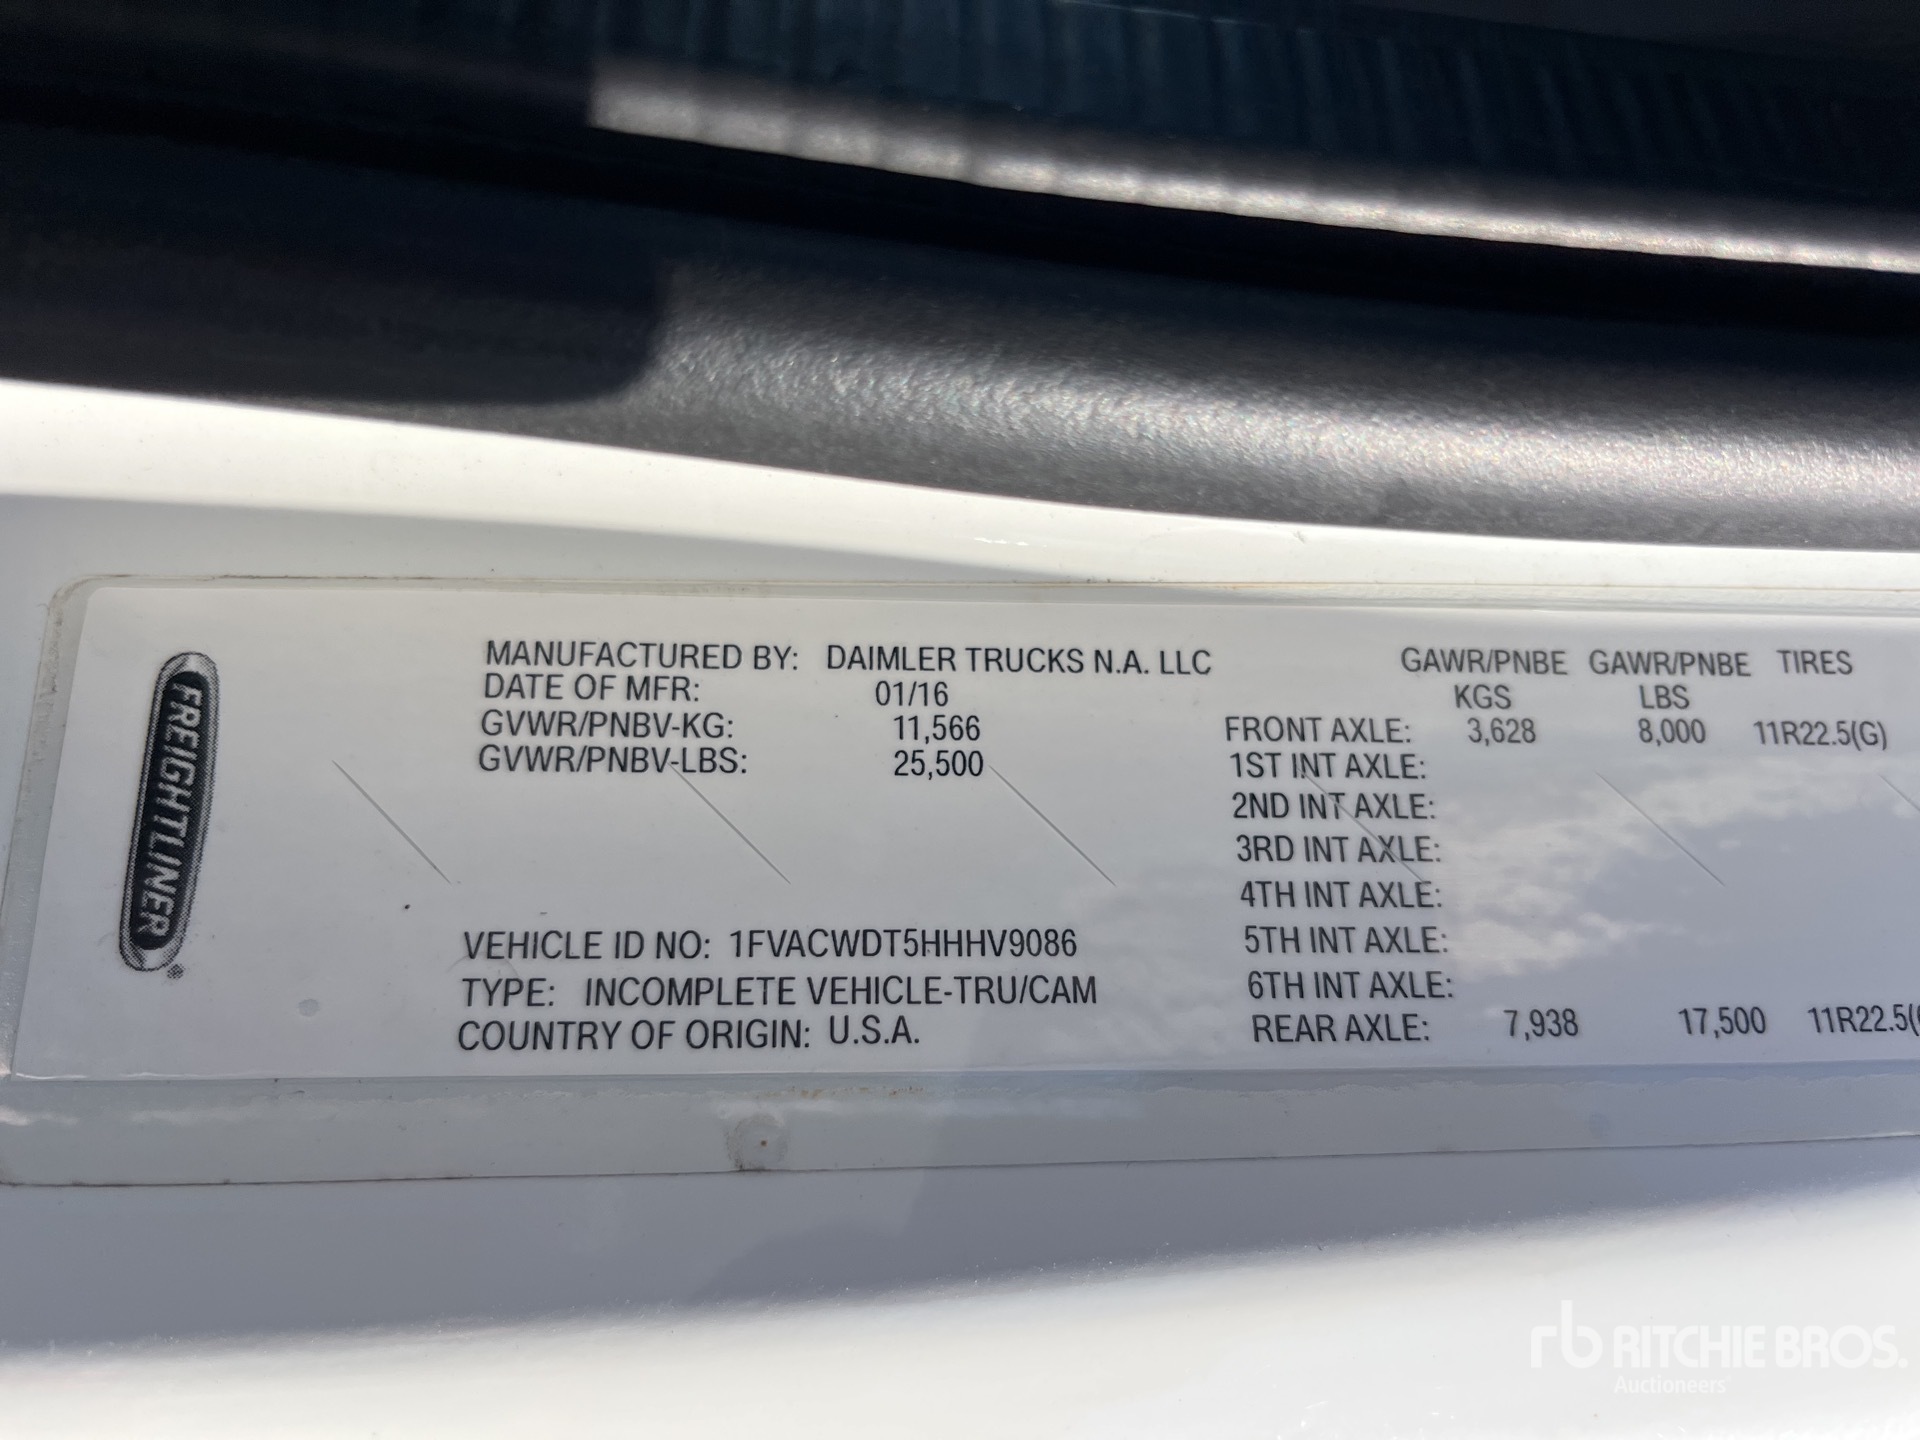 FREIGHTLINER
MANUFACTURED BY: DAIMLER TRUCKS N.A. LLC
DATE OF MFR: 01/16
GVWR/PNBV-KG: 11,566
GVWR/PNBV-LBS: 25,500
VEHICLE ID NO: 1FVACWDT5HHHV9086
TYPE: INCOMPLETE VEHICLE-TRU/CAM
COUNTRY OF ORIGIN: U.S.A.
GAWR/PNBE GAWR/PNBE TIRES
KGS LBS
FRONT AXLE: 3,628 8,000 11R22.5(G)
1ST INT AXLE:
2ND INT AXLE:
3RD INT AXLE:
4TH INT AXLE:
5TH INT AXLE:
6TH INT AXLE:
REAR AXLE: 7,938 17,500 11R22.5(
rb RITCHIE BROS.
Auctioneers